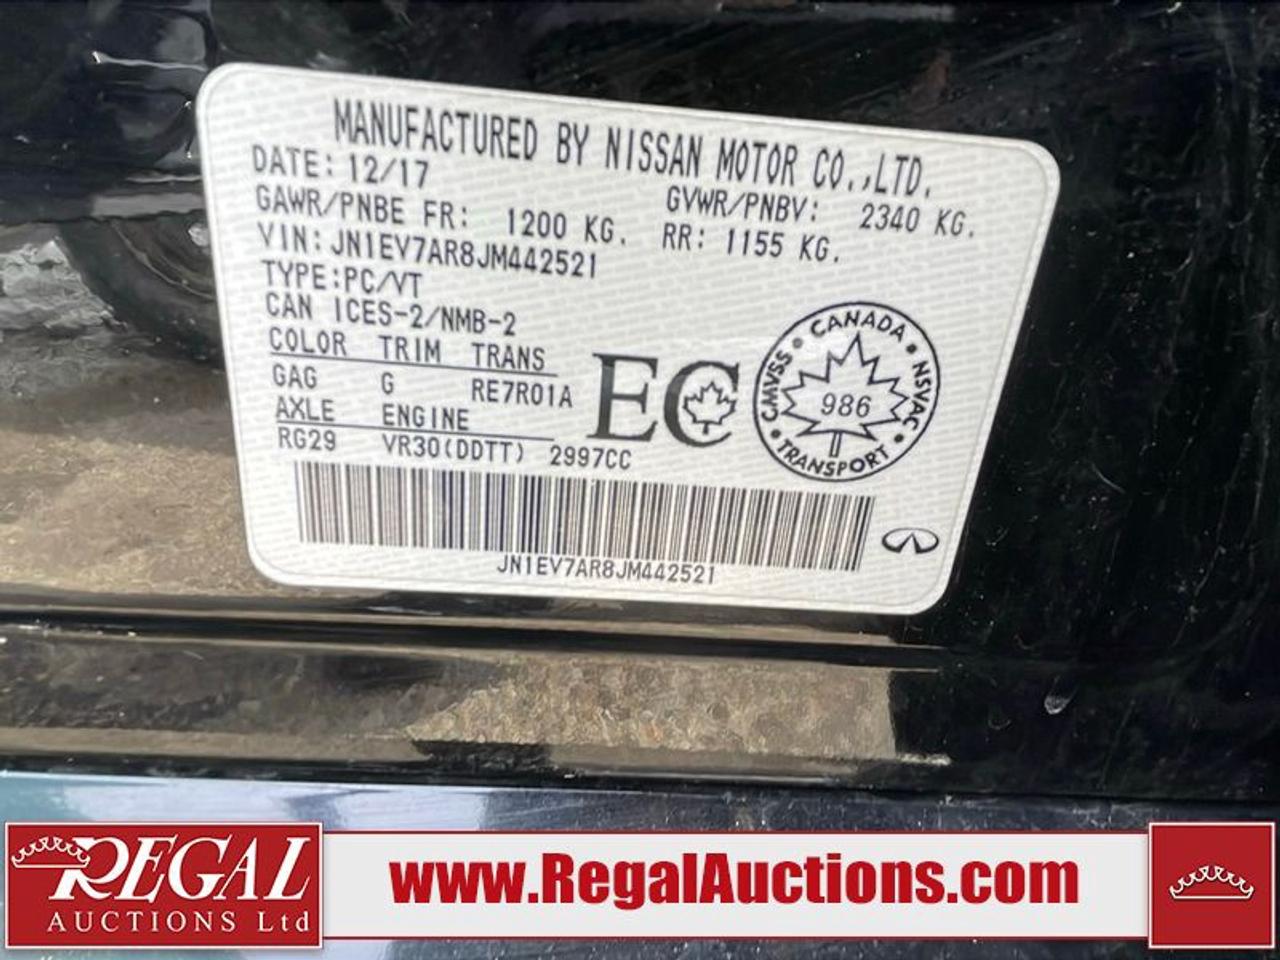 MANUFACTURED BY NISSAN MOTOR CO.,LTD.
DATE: 12/17
GVWR/PNBV: 2340 KG.
GAWR/PNBE FR: 1200 KG. RR: 1155 KG.
VIN: JN1EV7AR8JM442521
TYPE:PC/VT
CAN ICES-2/NMB-2
COLOR TRIM TRANS
GAG G RE7R01A
AXLE ENGINE
RG29 VR30(DDTT) 2997CC
EC
CANADA • NSVAC • TRANSPORT • CMVSS •
986
JN1EV7AR8JM442521
REGAL
AUCTIONS Ltd
www.RegalAuctions.com